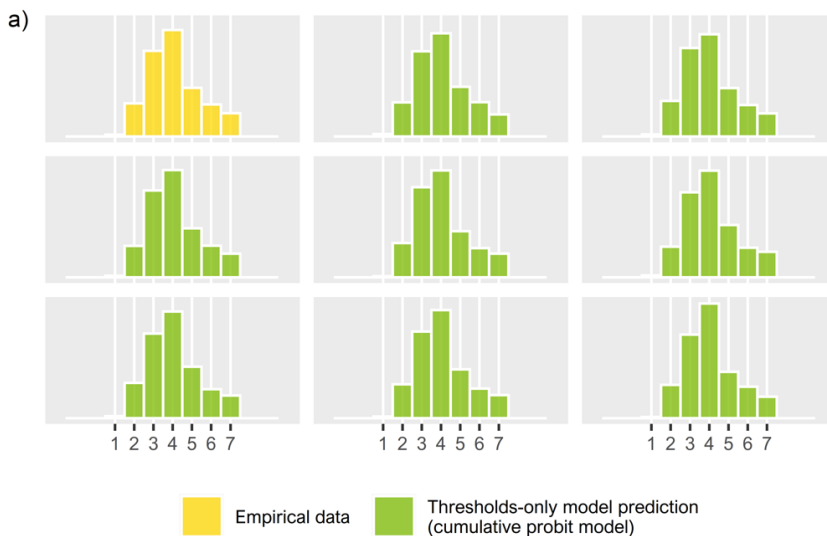 a)
1 2 3 4 5 6 7 1 2 3 4 5 6 7 1 2 3 4 5 6 7
Empirical data
Thresholds-only model prediction
(cumulative probit model)